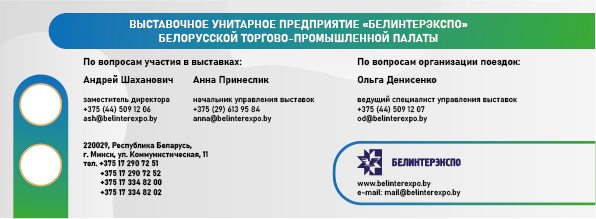 ВЫСТАВОЧНОЕ УНИТАРНОЕ ПРЕДПРИЯТИЕ «БЕЛИНТЕРЭКСПО»
БЕЛОРУССКОЙ ТОРГОВО-ПРОМЫШЛЕННОЙ ПАЛАТЫ
По вопросам участия в выставках:
Андрей Шаханович
заместитель директора
+375 (44) 509 12 06
ash@belinterexpo.by
Анна Принеслик
начальник управления выставок
+375 (29) 613 95 84
anna@belinterexpo.by
По вопросам организации поездок:
Ольга Денисенко
ведущий специалист управления выставок
+375 (44) 509 12 07
od@belinterexpo.by
220029, Республика Беларусь,
г. Минск, ул. Коммунистическая, 11
тел. +375 17 290 72 51
+375 17 290 72 52
+375 17 334 82 00
+375 17 334 82 02
БЕЛИНТЕРЭКСПО
www.belinterexpo.by
e-mail: mail@belinterexpo.by